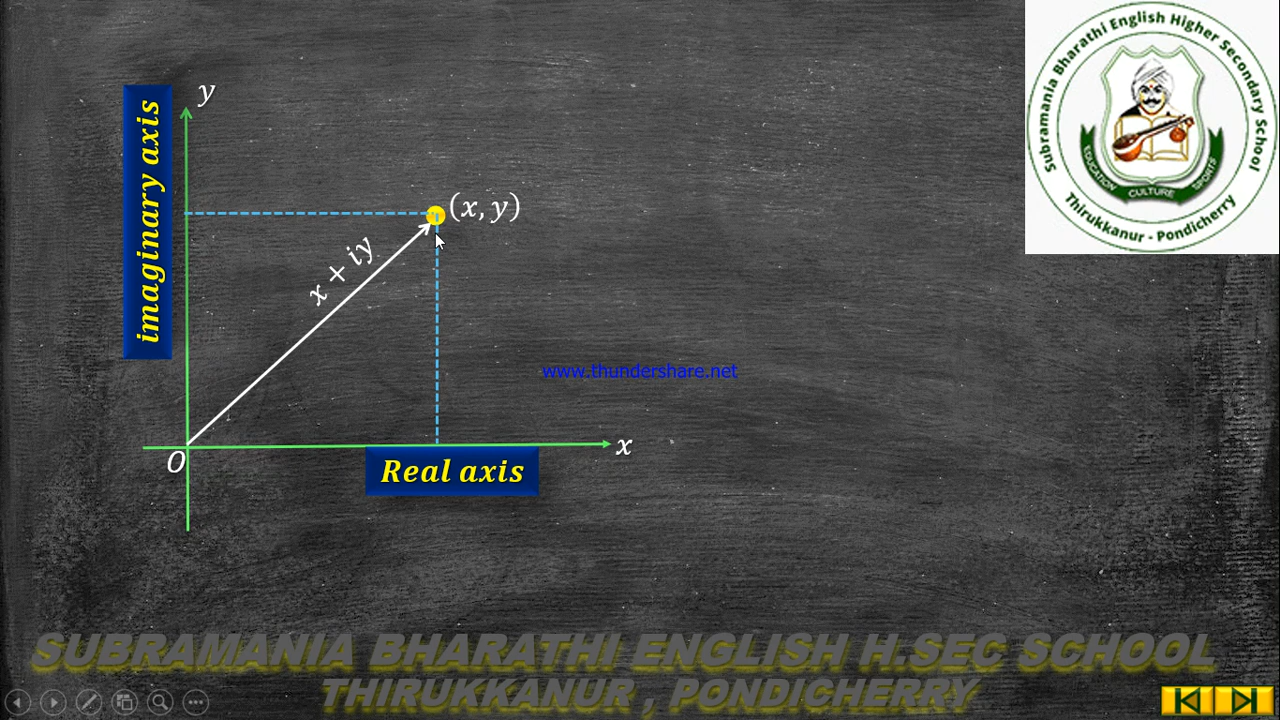 y
imaginary axis
(x, y)
x + iy
www.thundershare.net
O
x
Real axis
Subramania Bharathi English Higher Secondary School
EDUCATION CULTURE SPORTS
Thirukkanur - Pondicherry
SUBRAMANIA BHARATHI ENGLISH H.SEC SCHOOL
THIRUKKANUR , PONDICHERRY